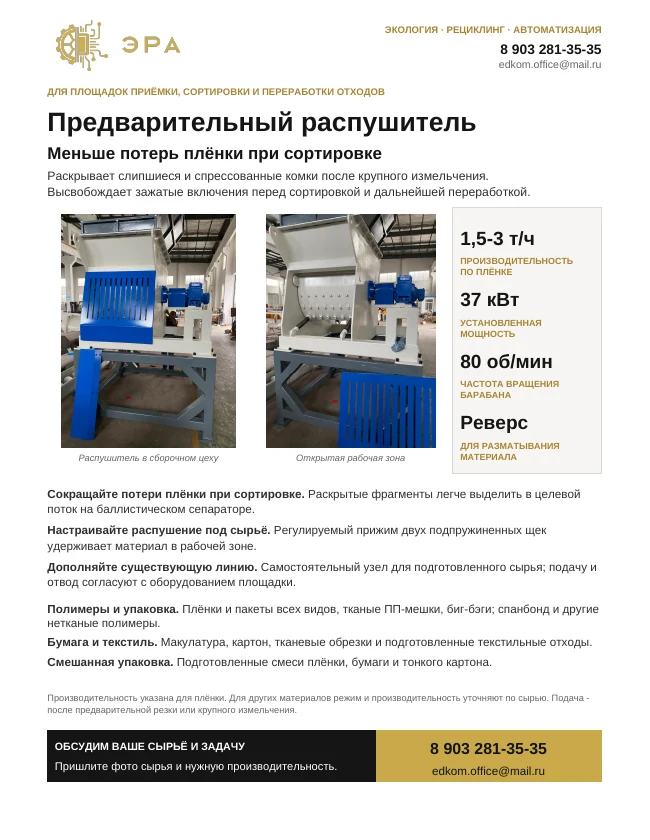 ЭРА
ЭКОЛОГИЯ · РЕЦИКЛИНГ · АВТОМАТИЗАЦИЯ
8 903 281-35-35
edkom.office@mail.ru
ДЛЯ ПЛОЩАДОК ПРИЁМКИ, СОРТИРОВКИ И ПЕРЕРАБОТКИ ОТХОДОВ
Предварительный распушитель
Меньше потерь плёнки при сортировке
Раскрывает слипшиеся и спрессованные комки после крупного измельчения.
Высвобождает зажатые включения перед сортировкой и дальнейшей переработкой.
Распушитель в сборочном цеху
Открытая рабочая зона
1,5-3 т/ч
ПРОИЗВОДИТЕЛЬНОСТЬ
ПО ПЛЁНКЕ
37 кВт
УСТАНОВЛЕННАЯ
МОЩНОСТЬ
80 об/мин
ЧАСТОТА ВРАЩЕНИЯ
БАРАБАНА
Реверс
ДЛЯ РАЗМАТЫВАНИЯ
МАТЕРИАЛА
Сокращайте потери плёнки при сортировке. Раскрытые фрагменты легче выделить в целевой
поток на баллистическом сепараторе.
Настраивайте распушение под сырьё. Регулируемый прижим двух подпружиненных щек
удерживает материал в рабочей зоне.
Дополняйте существующую линию. Самостоятельный узел для подготовленного сырья; подачу и
отвод согласуют с оборудованием площадки.
Полимеры и упаковка. Плёнки и пакеты всех видов, тканые ПП-мешки, биг-бэги; спанбонд и другие
нетканые полимеры.
Бумага и текстиль. Макулатура, картон, тканевые обрезки и подготовленные текстильные отходы.
Смешанная упаковка. Подготовленные смеси плёнки, бумаги и тонкого картона.
Производительность указана для плёнки. Для других материалов режим и производительность уточняют по сырью. Подача -
после предварительной резки или крупного измельчения.
ОБСУДИМ ВАШЕ СЫРЬЁ И ЗАДАЧУ
Пришлите фото сырья и нужную производительность.
8 903 281-35-35
edkom.office@mail.ru